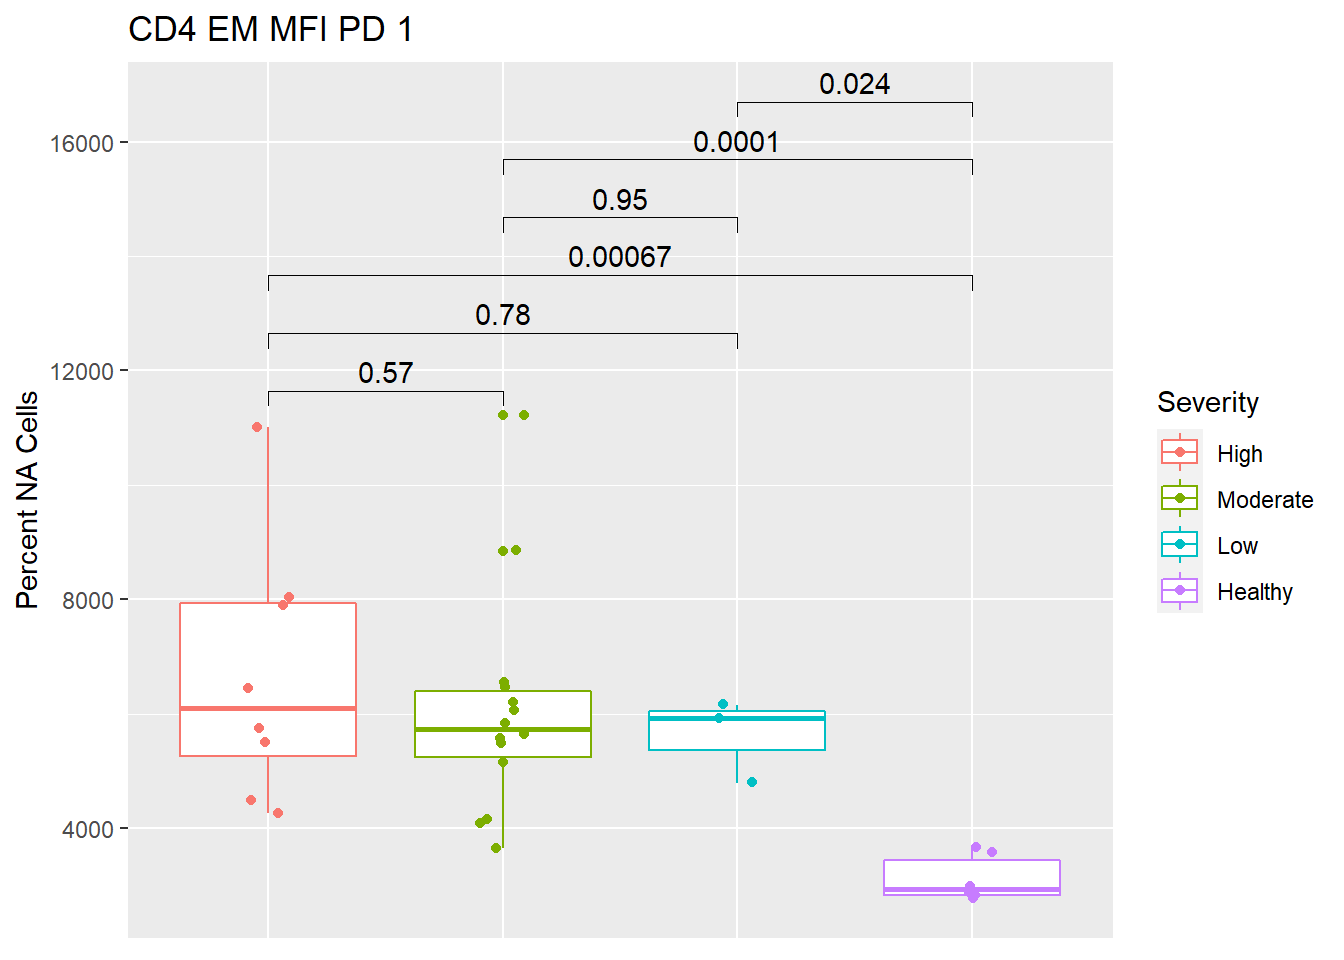 CD4 EM MFI PD 1
0.024
16000
0.0001
0.95
0.00067
0.78
12000
0.57
Percent NA Cells
Severity
High
Moderate
Low
Healthy
8000
4000